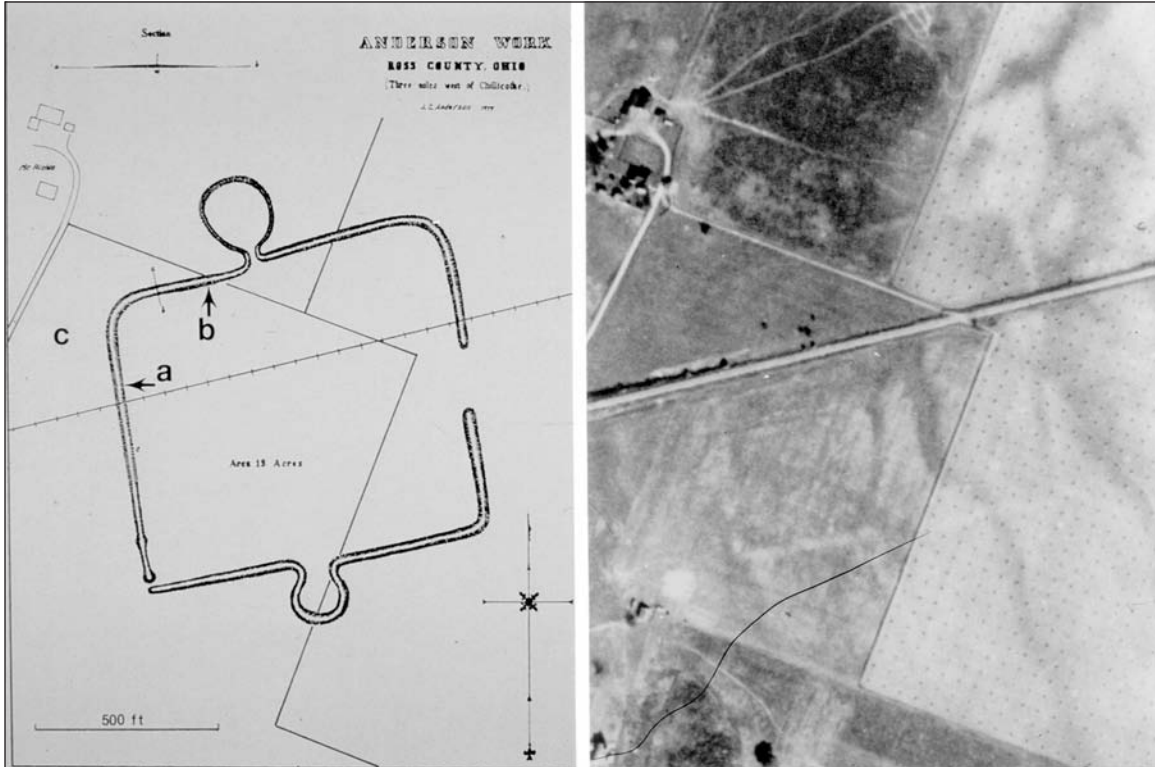 Section
ANDERSON WORK
ROSS COUNTY, OHIO
(Three miles west of Chillicothe.)
c
b
a
Area 15 Acres
500 ft